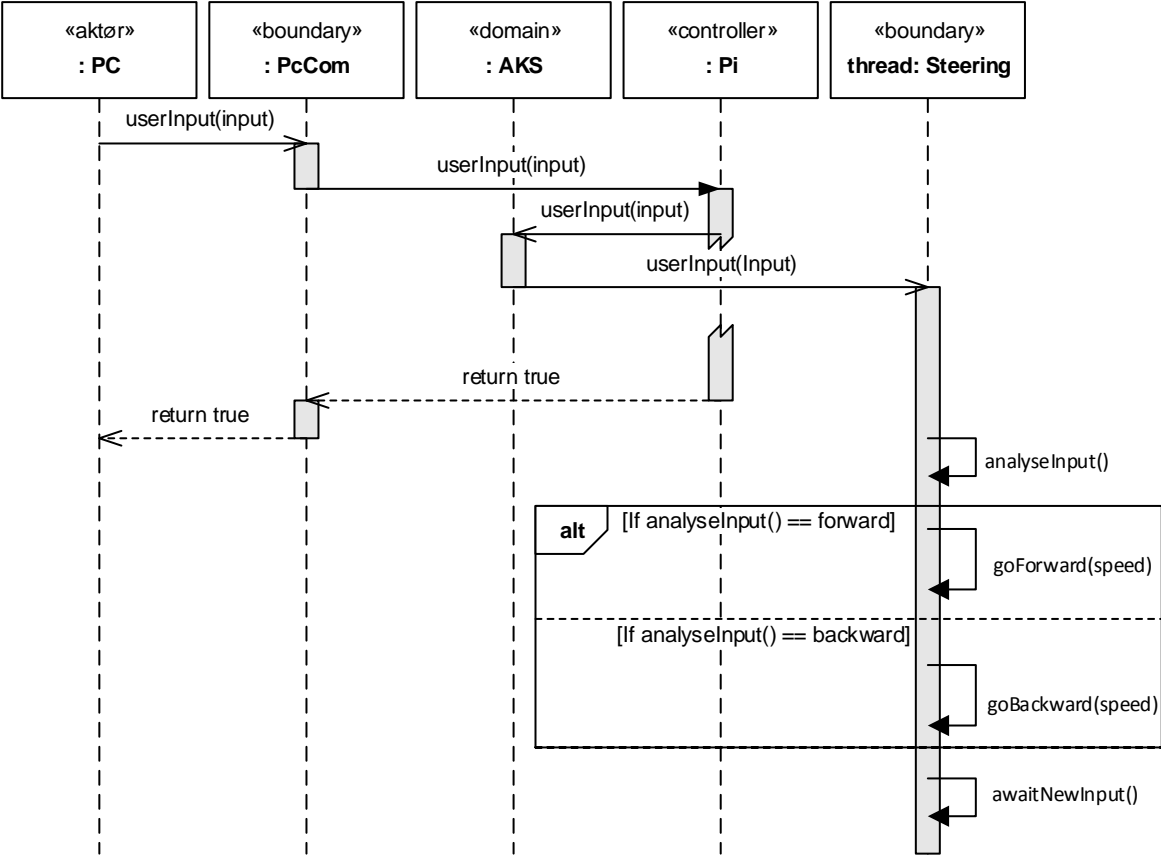 «aktør»
: PC
«boundary»
: PcCom
«domain»
: AKS
«controller»
: Pi
«boundary»
thread: Steering
userInput(input)
userInput(input)
userInput(input)
userInput(Input)
return true
return true
analyseInput()
alt
[If analyseInput() == forward]
goForward(speed)
[If analyseInput() == backward]
goBackward(speed)
awaitNewInput()